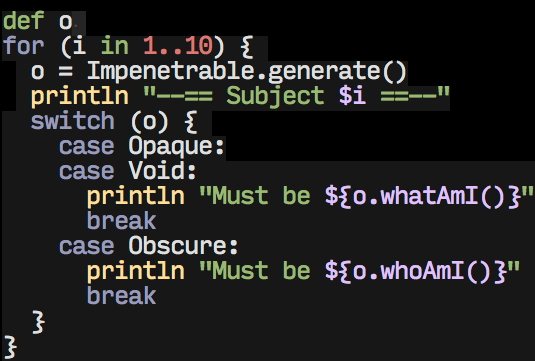 def o
for (i in 1..10) {
  o = Impenetrable.generate()
  println "--== Subject $i ==--"
  switch (o) {
    case Opaque:
    case Void:
      println "Must be ${o.whatAmI()}"
      break
    case Obscure:
      println "Must be ${o.whoAmI()}"
      break
  }
}